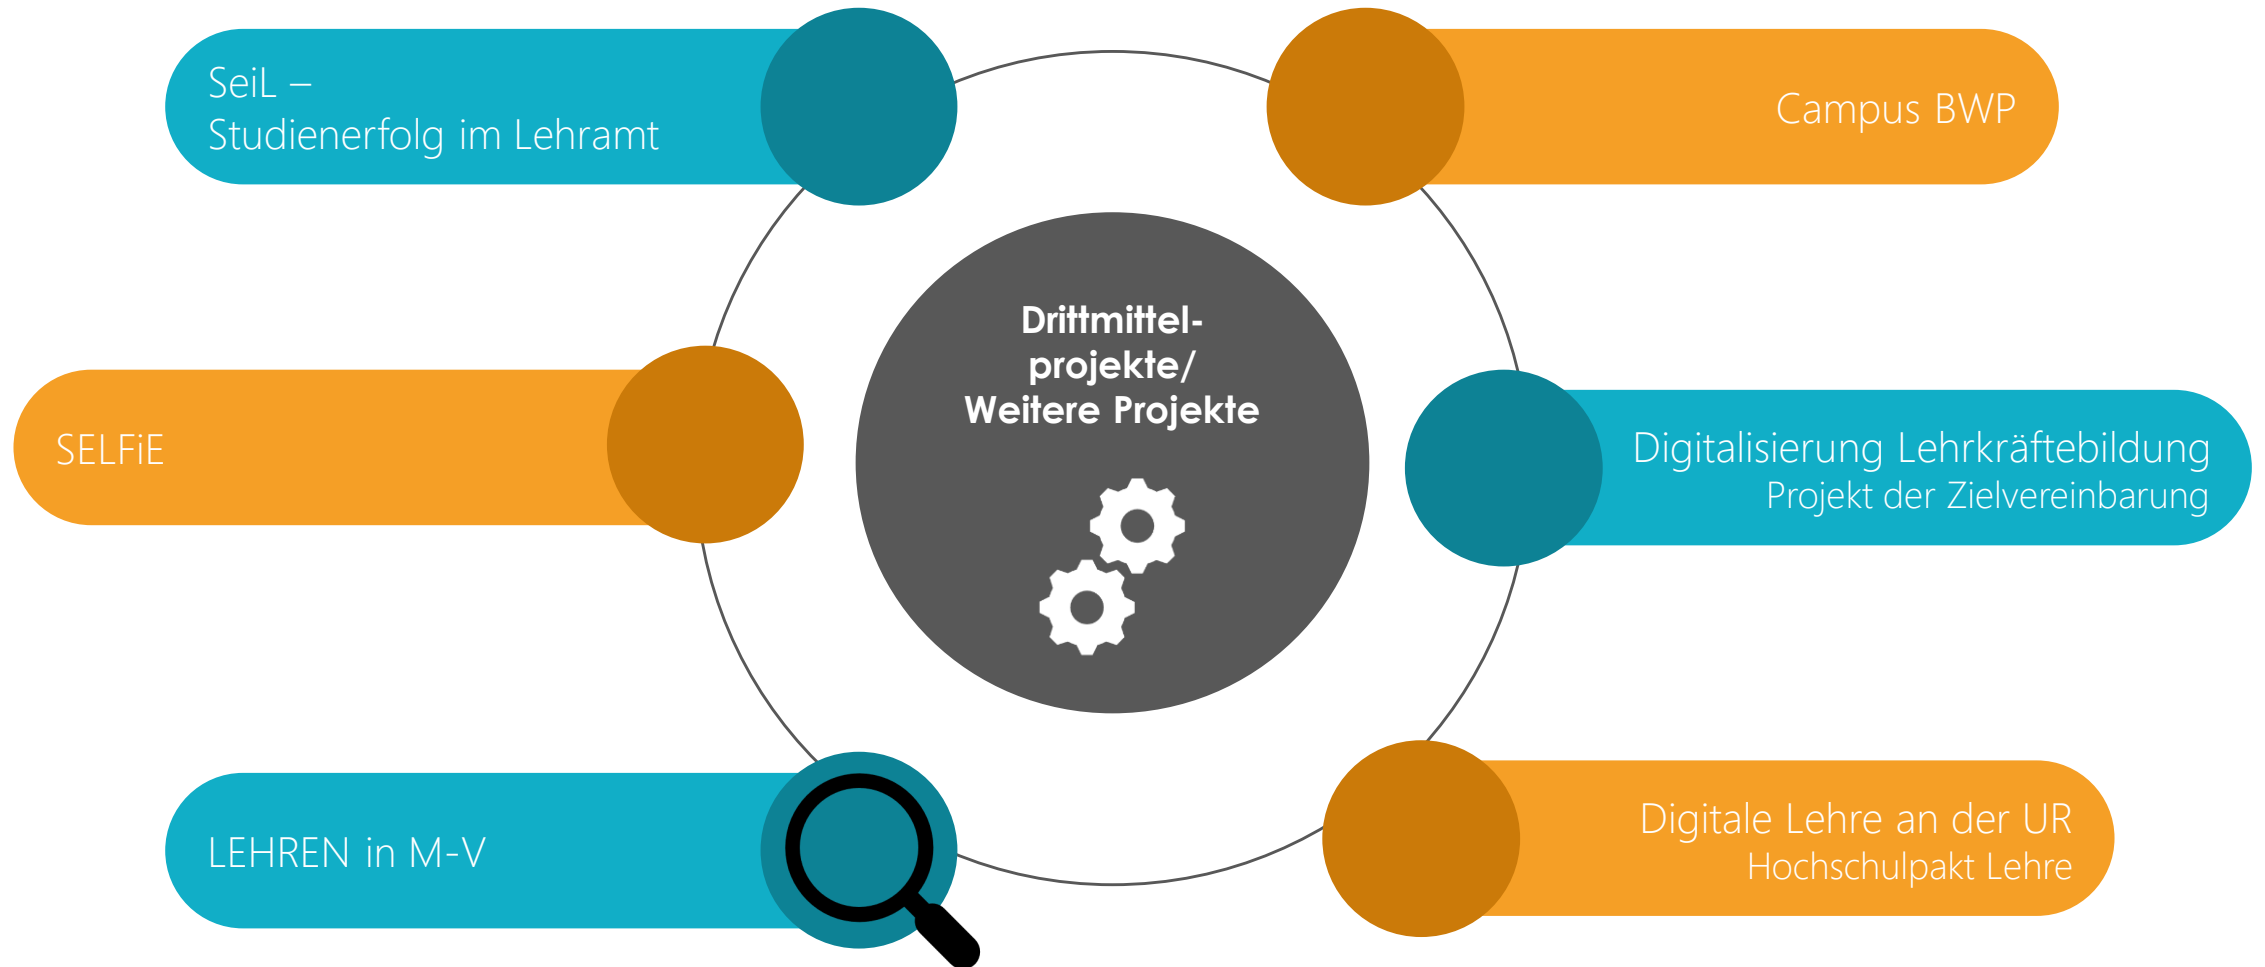 SeiL –
Studienerfolg im Lehramt
Campus BWP
Drittmittel-
projekte/
Weitere Projekte
SELFiE
Digitalisierung Lehrkräftebildung
Projekt der Zielvereinbarung
LEHREN in M-V
Digitale Lehre an der UR
Hochschulpakt Lehre